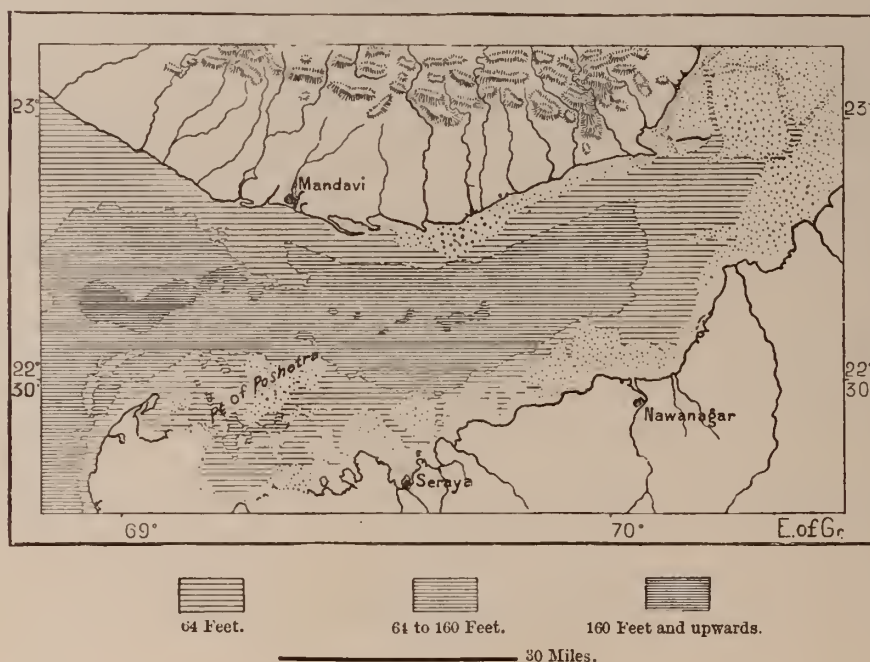 23°
23°
Mandavi
Pt. of Poshotra
22°
30'
22°
30'
Nawanagar
Seraya
69°
70°
E. of Gr.
64 Feet.
64 to 160 Feet.
160 Feet and upwards.
30 Miles.